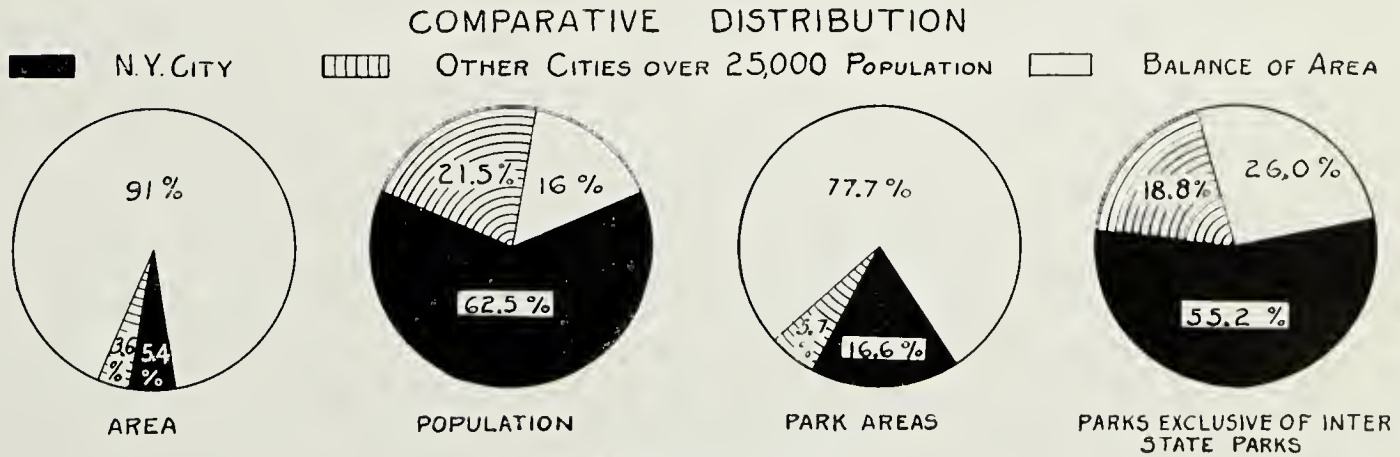 COMPARATIVE DISTRIBUTION
N.Y. CITY
OTHER CITIES OVER 25,000 POPULATION
BALANCE OF AREA
91%
3.6
%
5.4
%
AREA
21.5%
16%
62.5%
POPULATION
77.7%
5.7
%
16,6%
PARK AREAS
18.8%
26,0%
55.2%
PARKS EXCLUSIVE OF INTER
STATE PARKS